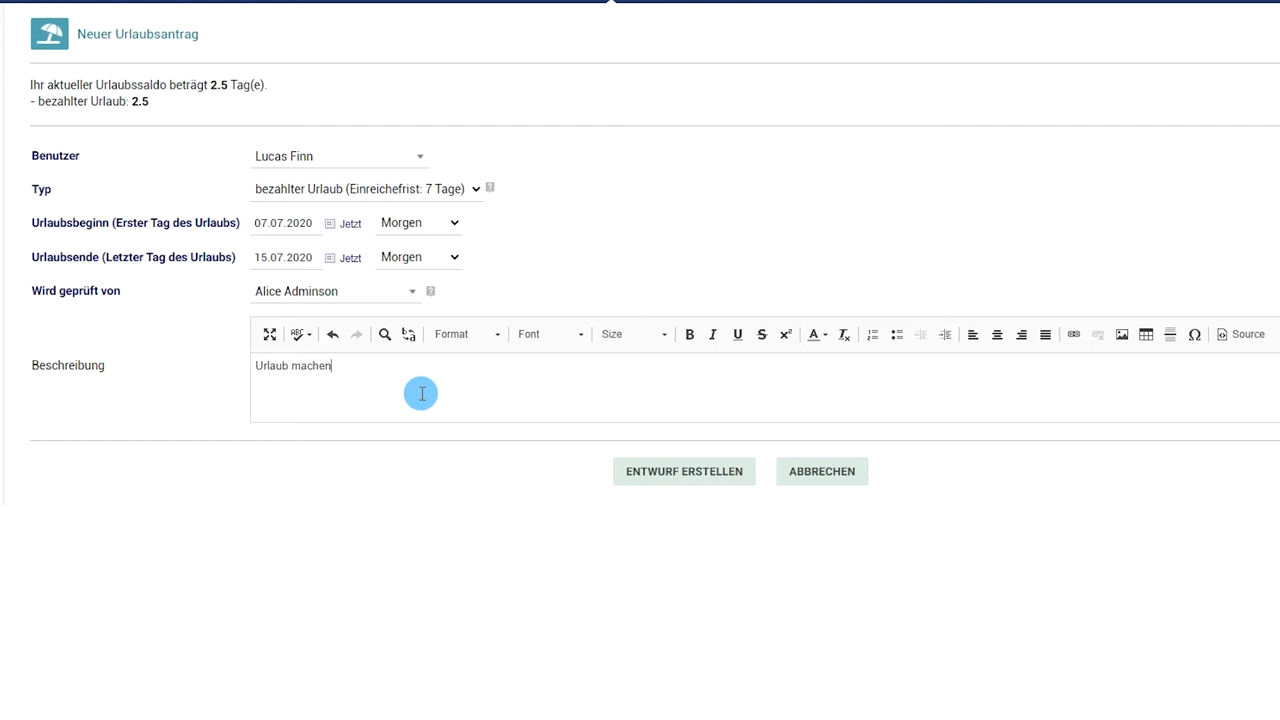 Neuer Urlaubsantrag
Ihr aktueller Urlaubssaldo beträgt 2.5 Tag(e).
- bezahlter Urlaub: 2.5
Benutzer Lucas Finn
Typ bezahlter Urlaub (Einreichefrist: 7 Tage) ?
Urlaubsbeginn (Erster Tag des Urlaubs) 07.07.2020 Jetzt Morgen
Urlaubsende (Letzter Tag des Urlaubs) 15.07.2020 Jetzt Morgen
Wird geprüft von Alice Adminson ?
ABC Format Font Size B I U S x² A Tx Ω Source
Beschreibung Urlaub machen
ENTWURF ERSTELLEN ABBRECHEN